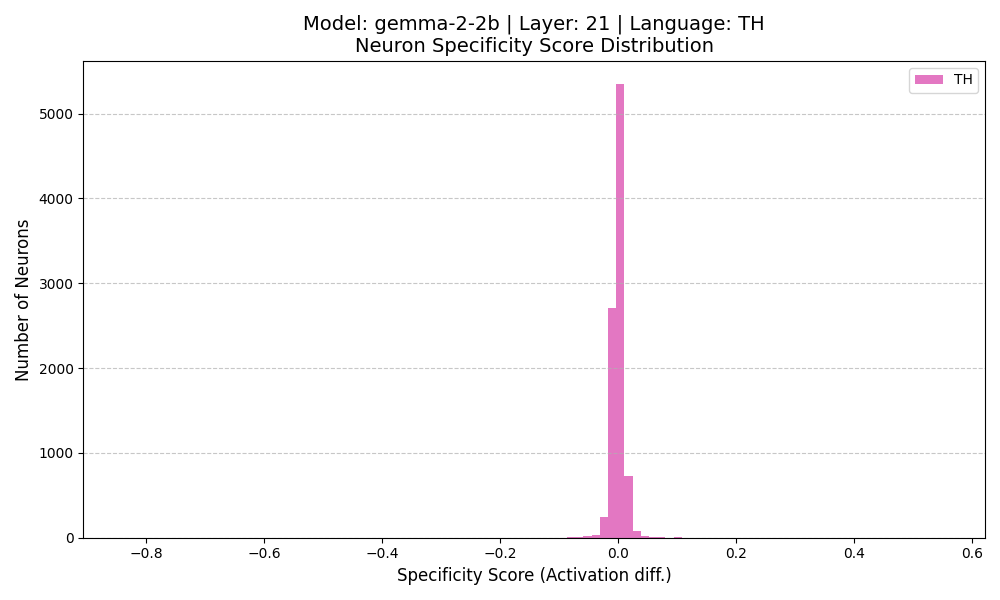 Model: gemma-2-2b | Layer: 21 | Language: TH
Neuron Specificity Score Distribution
TH
Number of Neurons
5000
4000
3000
2000
1000
0
−0.8 −0.6 −0.4 −0.2 0.0 0.2 0.4 0.6
Specificity Score (Activation diff.)